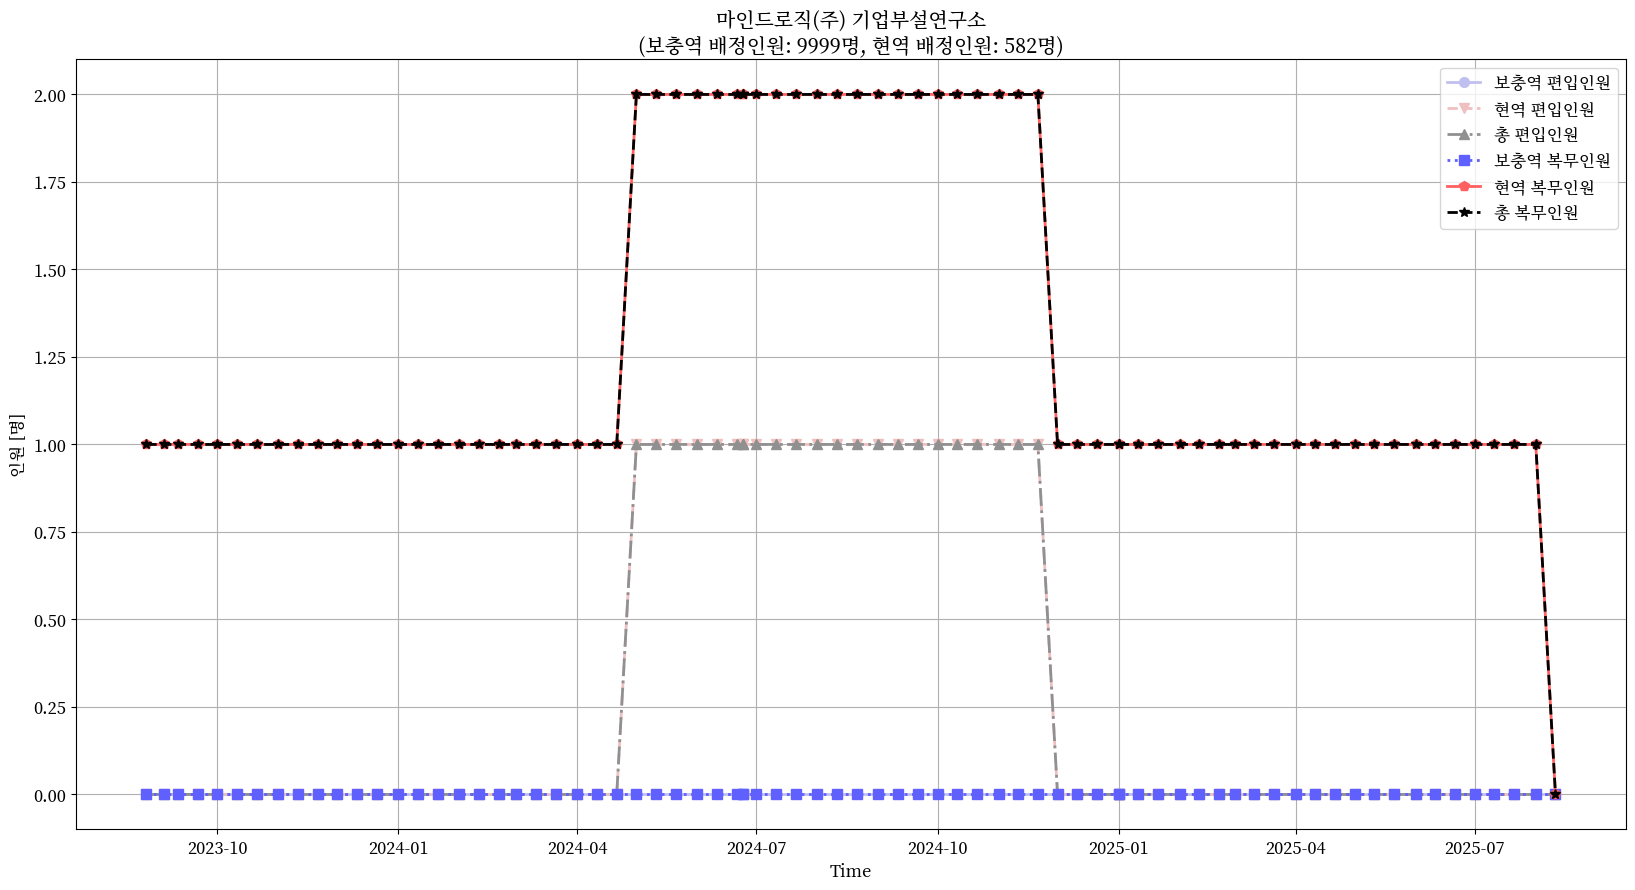 마인드로직(주) 기업부설연구소
(보충역 배정인원: 9999명, 현역 배정인원: 582명)
보충역 편입인원
현역 편입인원
총 편입인원
보충역 복무인원
현역 복무인원
총 복무인원
인원 [명]
2.00
1.75
1.50
1.25
1.00
0.75
0.50
0.25
0.00
2023-10 2024-01 2024-04 2024-07 2024-10 2025-01 2025-04 2025-07
Time